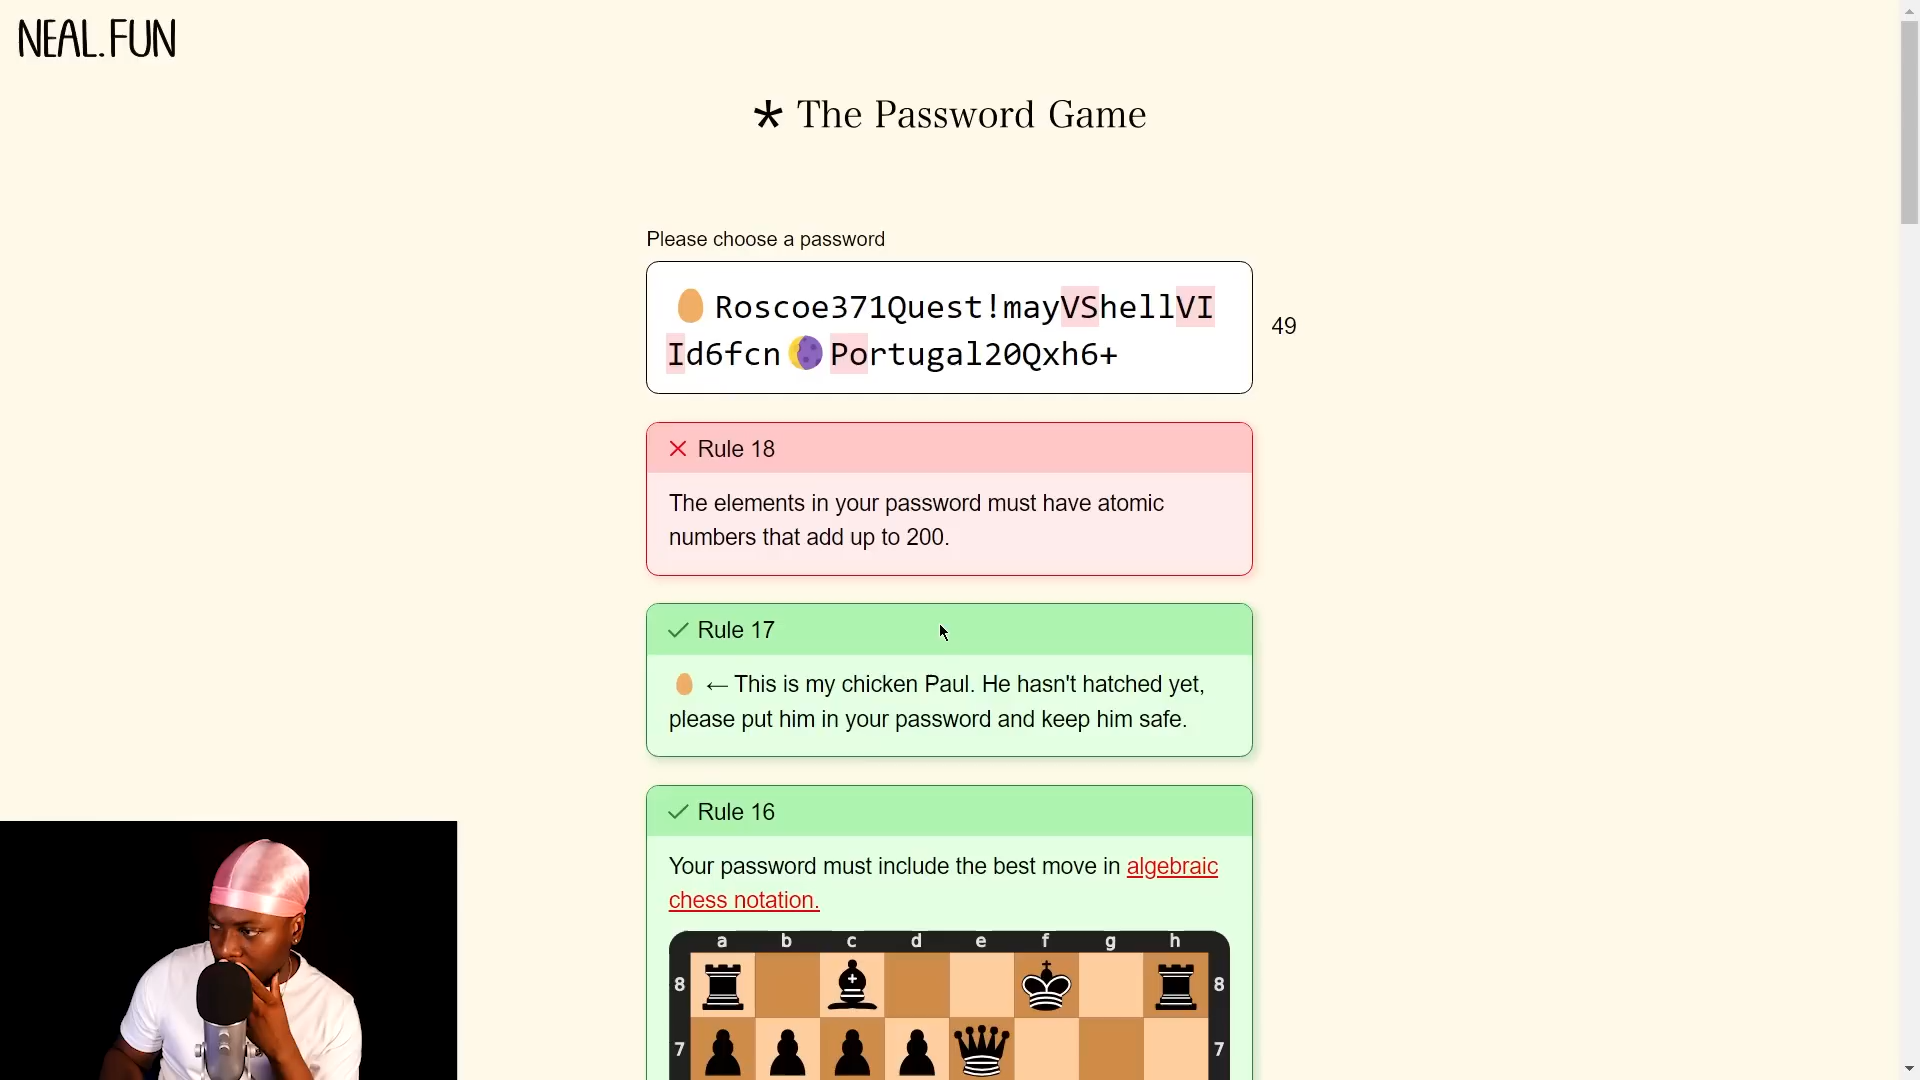 NEAL.FUN
* The Password Game
Please choose a password
🥚Roscoe371Quest!mayVShellVI
Id6fcn🌘Portugal20Qxh6+
49
Rule 18
The elements in your password must have atomic
numbers that add up to 200.
Rule 17
🥚 ← This is my chicken Paul. He hasn't hatched yet,
please put him in your password and keep him safe.
Rule 16
Your password must include the best move in algebraic
chess notation.
a b c d e f g h
8 8
7 7